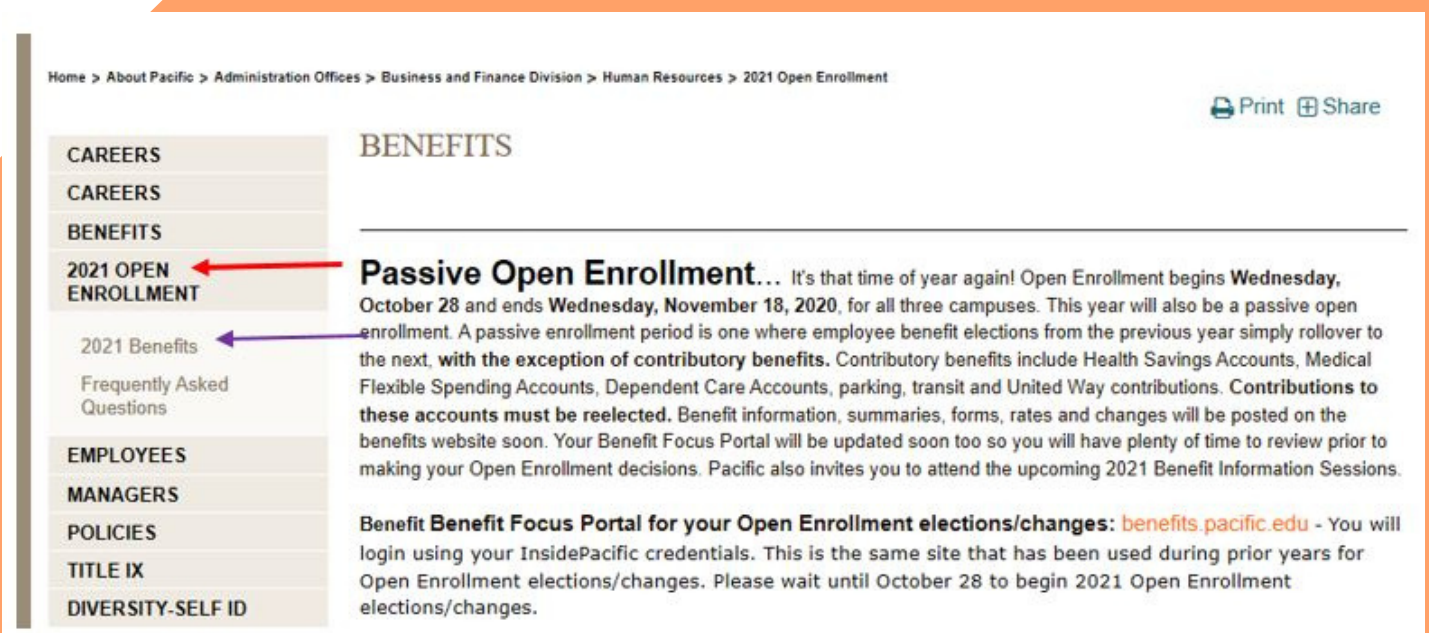 Home > About Pacific > Administration Offices > Business and Finance Division > Human Resources > 2021 Open Enrollment
Print Share
CAREERS
CAREERS
BENEFITS
2021 OPEN
ENROLLMENT
2021 Benefits
Frequently Asked
Questions
EMPLOYEES
MANAGERS
POLICIES
TITLE IX
DIVERSITY-SELF ID
BENEFITS
Passive Open Enrollment... It's that time of year again! Open Enrollment begins Wednesday,
October 28 and ends Wednesday, November 18, 2020, for all three campuses. This year will also be a passive open
enrollment. A passive enrollment period is one where employee benefit elections from the previous year simply rollover to
the next, with the exception of contributory benefits. Contributory benefits include Health Savings Accounts, Medical
Flexible Spending Accounts, Dependent Care Accounts, parking, transit and United Way contributions. Contributions to
these accounts must be reelected. Benefit information, summaries, forms, rates and changes will be posted on the
benefits website soon. Your Benefit Focus Portal will be updated soon too so you will have plenty of time to review prior to
making your Open Enrollment decisions. Pacific also invites you to attend the upcoming 2021 Benefit Information Sessions.
Benefit Benefit Focus Portal for your Open Enrollment elections/changes: benefits.pacific.edu - You will
login using your InsidePacific credentials. This is the same site that has been used during prior years for
Open Enrollment elections/changes. Please wait until October 28 to begin 2021 Open Enrollment
elections/changes.